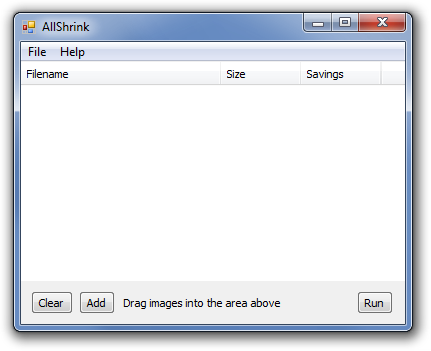 AllShrink
File Help
Filename Size Savings
Clear Add Drag images into the area above Run